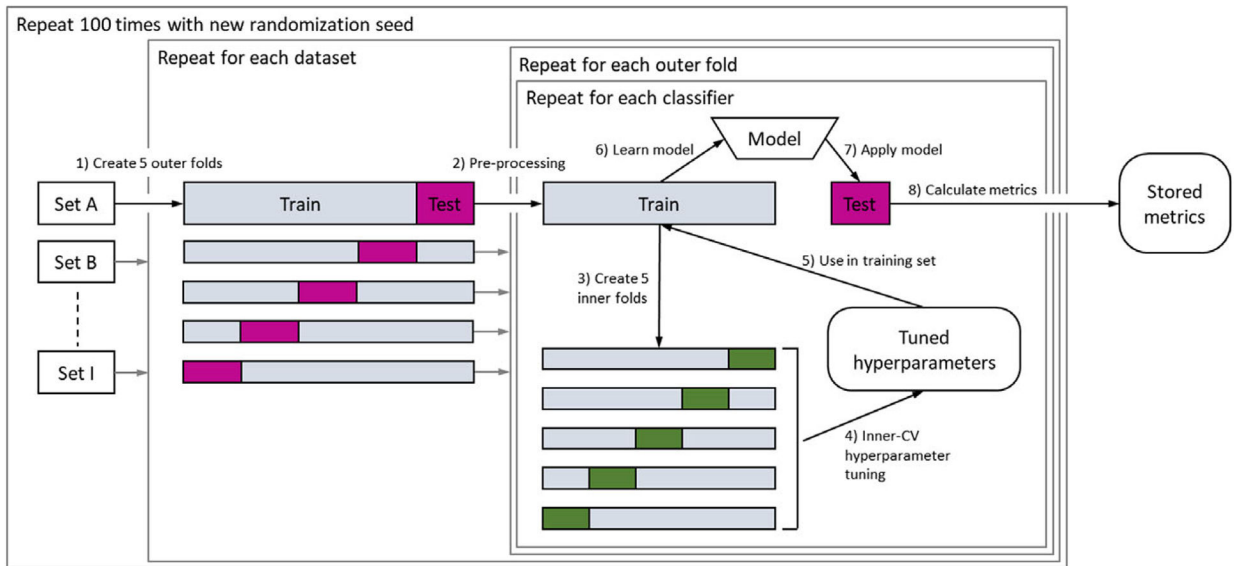 Repeat 100 times with new randomization seed
Repeat for each dataset
Repeat for each outer fold
Repeat for each classifier
1) Create 5 outer folds
2) Pre-processing
6) Learn model
Model
7) Apply model
8) Calculate metrics
Set A
Train
Test
Train
Test
Stored
metrics
Set B
3) Create 5
inner folds
5) Use in training set
Set I
Tuned
hyperparameters
4) Inner-CV
hyperparameter
tuning